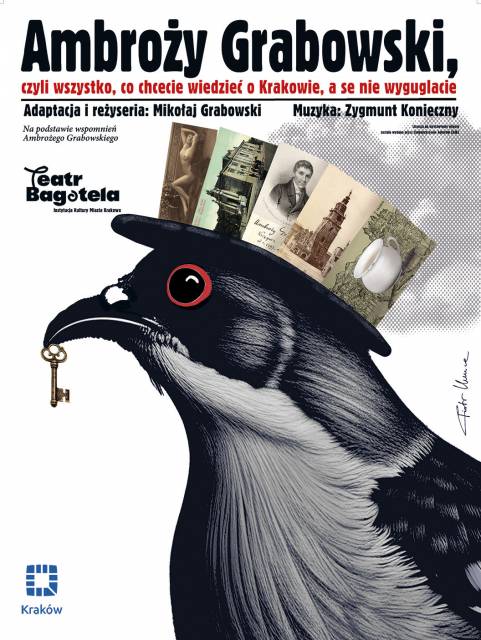 Ambroży Grabowski,
czyli wszystko, co chcecie wiedzieć o Krakowie, a se nie wyguglacie
Adaptacja i reżyseria: Mikołaj Grabowski Muzyka: Zygmunt Konieczny
Na podstawie wspomnień
Ambrożego Grabowskiego
Teatr
Bagatela
Instytucja Kultury Miasta Krakowa
Kraków